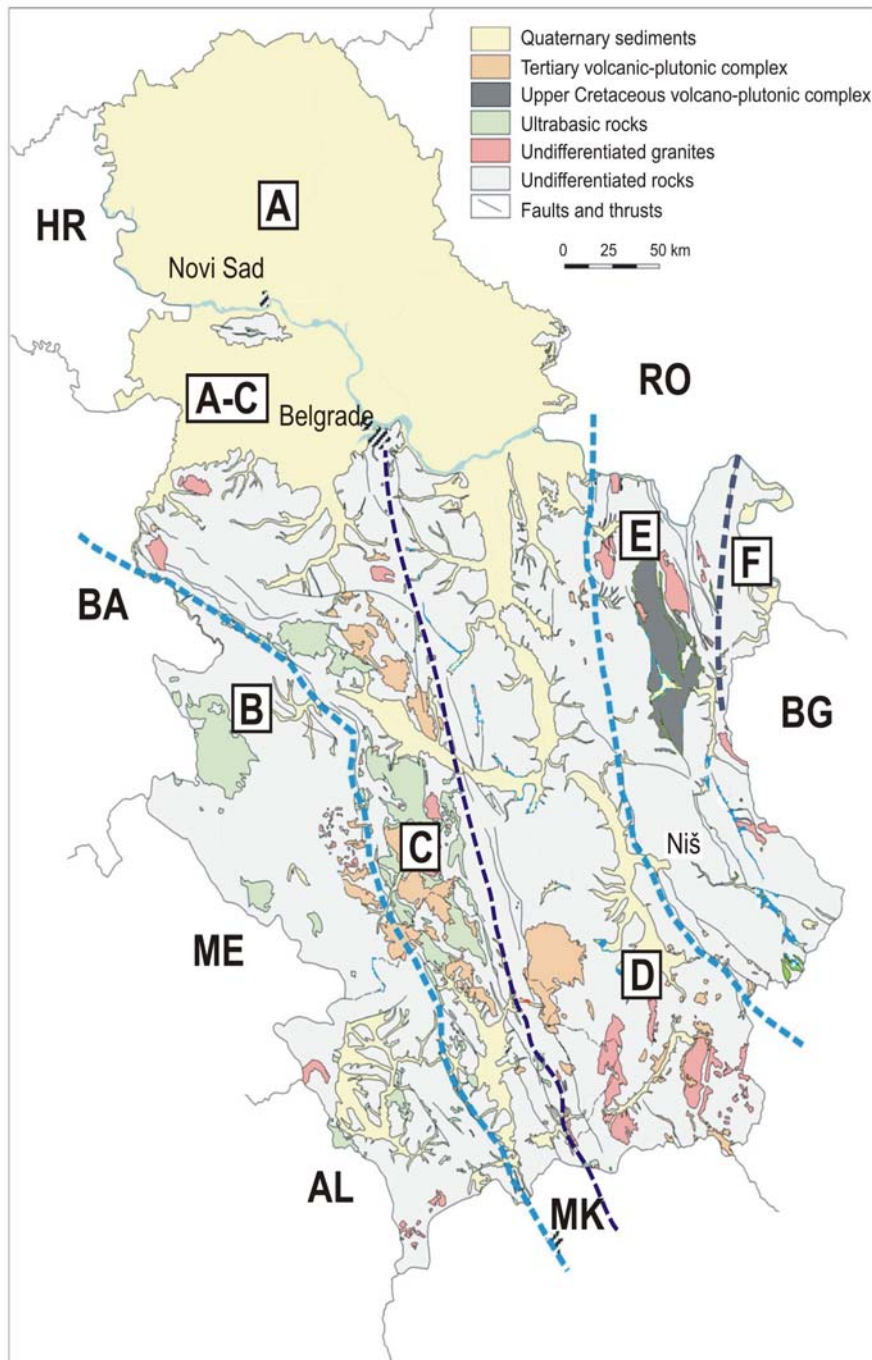 Quaternary sediments
Tertiary volcanic-plutonic complex
Upper Cretaceous volcano-plutonic complex
Ultrabasic rocks
Undifferentiated granites
Undifferentiated rocks
Faults and thrusts
0 20 50 km
A
HR
Novi Sad
RO
A-C
Belgrade
E
F
BA
B
BG
C
Niš
ME
D
AL
MK